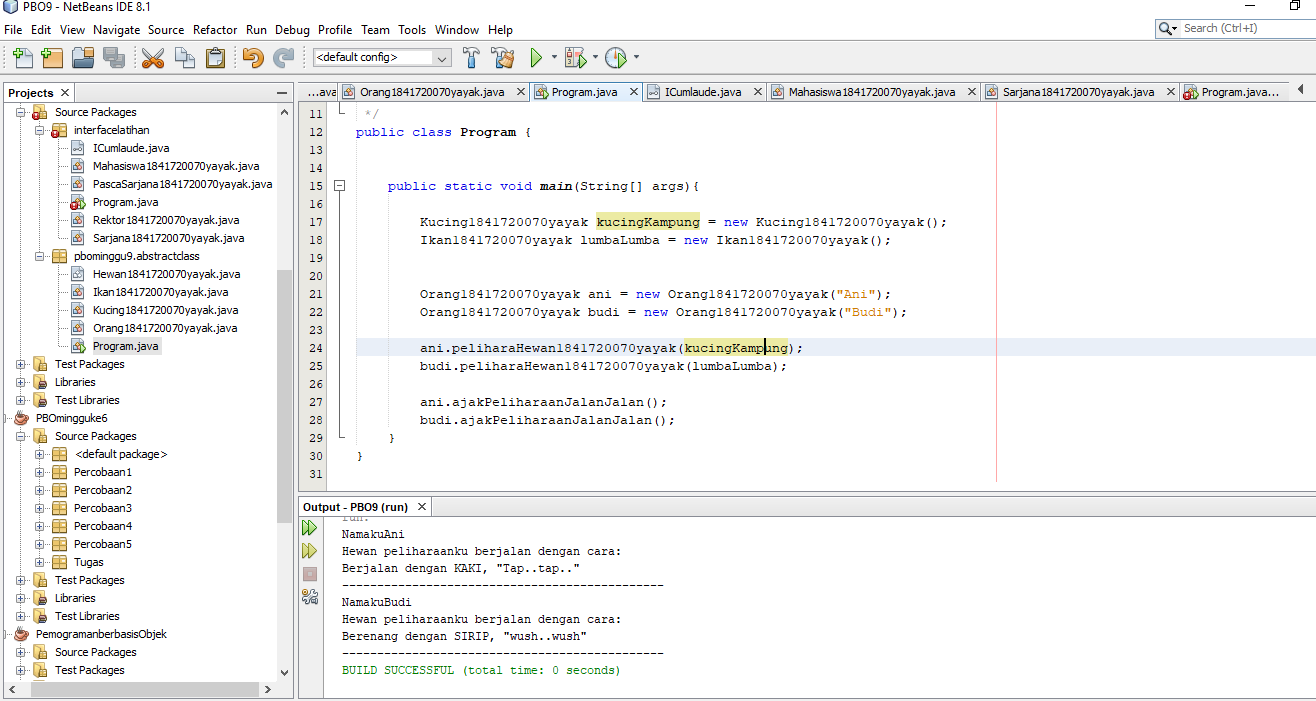 PBO9 - NetBeans IDE 8.1
File Edit View Navigate Source Refactor Run Debug Profile Team Tools Window Help
Search (Ctrl+I)
<default config>
Projects
Source Packages
interfacelatihan
ICumlaude.java
Mahasiswa1841720070yayak.java
PascaSarjana1841720070yayak.java
Program.java
Rektor1841720070yayak.java
Sarjana1841720070yayak.java
pbominggu9.abstractclass
Hewan1841720070yayak.java
Ikan1841720070yayak.java
Kucing1841720070yayak.java
Orang1841720070yayak.java
Program.java
Test Packages
Libraries
Test Libraries
PBOmingguke6
Source Packages
<default package>
Percobaan1
Percobaan2
Percobaan3
Percobaan4
Percobaan5
Tugas
Test Packages
Libraries
Test Libraries
PemogramanberbasisObjek
Source Packages
Test Packages
...ava Orang1841720070yayak.java Program.java ICumlaude.java Mahasiswa1841720070yayak.java Sarjana1841720070yayak.java Program.java...
11 */
12 public class Program {
13
14
15 public static void main(String[] args){
16
17 Kucing1841720070yayak kucingKampung = new Kucing1841720070yayak();
18 Ikan1841720070yayak lumbaLumba = new Ikan1841720070yayak();
19
20
21 Orang1841720070yayak ani = new Orang1841720070yayak("Ani");
22 Orang1841720070yayak budi = new Orang1841720070yayak("Budi");
23
24 ani.peliharaHewan1841720070yayak(kucingKampung);
25 budi.peliharaHewan1841720070yayak(lumbaLumba);
26
27 ani.ajakPeliharaanJalanJalan();
28 budi.ajakPeliharaanJalanJalan();
29 }
30 }
31
Output - PBO9 (run)
run:
NamakuAni
Hewan peliharaanku berjalan dengan cara:
Berjalan dengan KAKI, "Tap..tap.."
----------------------------------------------
NamakuBudi
Hewan peliharaanku berjalan dengan cara:
Berenang dengan SIRIP, "wush..wush"
----------------------------------------------
BUILD SUCCESSFUL (total time: 0 seconds)